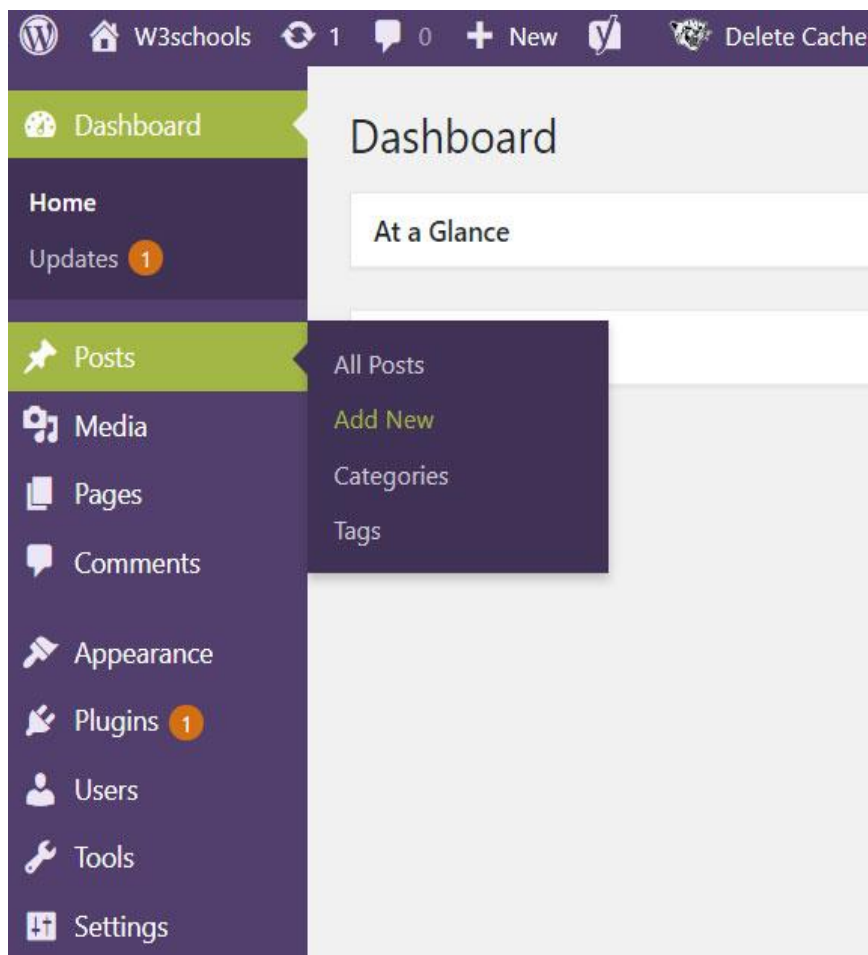 W3schools 1 0 New Delete Cache
Dashboard
Home
Updates 1
Posts
Media
Pages
Comments
Appearance
Plugins 1
Users
Tools
Settings
All Posts
Add New
Categories
Tags
Dashboard
At a Glance